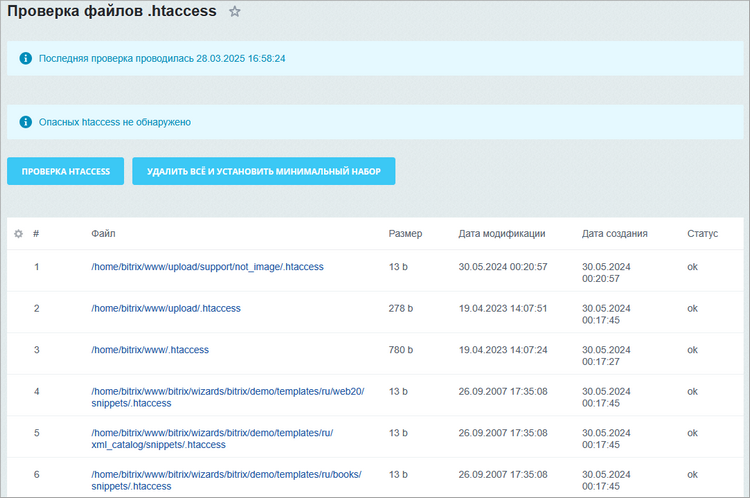 Проверка файлов .htaccess
Последняя проверка проводилась 28.03.2025 16:58:24
Опасных htaccess не обнаружено
ПРОВЕРКА HTACCESS УДАЛИТЬ ВСЁ И УСТАНОВИТЬ МИНИМАЛЬНЫЙ НАБОР
# Файл Размер Дата модификации Дата создания Статус
1 /home/bitrix/www/upload/support/not_image/.htaccess 13 b 30.05.2024 00:20:57 30.05.2024 ok
00:20:57
2 /home/bitrix/www/upload/.htaccess 278 b 19.04.2023 14:07:51 30.05.2024 ok
00:17:45
3 /home/bitrix/www/.htaccess 780 b 19.04.2023 14:07:24 30.05.2024 ok
00:17:27
4 /home/bitrix/www/bitrix/wizards/bitrix/demo/templates/ru/web20/ 13 b 26.09.2007 17:35:08 30.05.2024 ok
snippets/.htaccess 00:17:45
5 /home/bitrix/www/bitrix/wizards/bitrix/demo/templates/ru/ 13 b 26.09.2007 17:35:08 30.05.2024 ok
xml_catalog/snippets/.htaccess 00:17:45
6 /home/bitrix/www/bitrix/wizards/bitrix/demo/templates/ru/books/ 13 b 26.09.2007 17:35:08 30.05.2024 ok
snippets/.htaccess 00:17:45